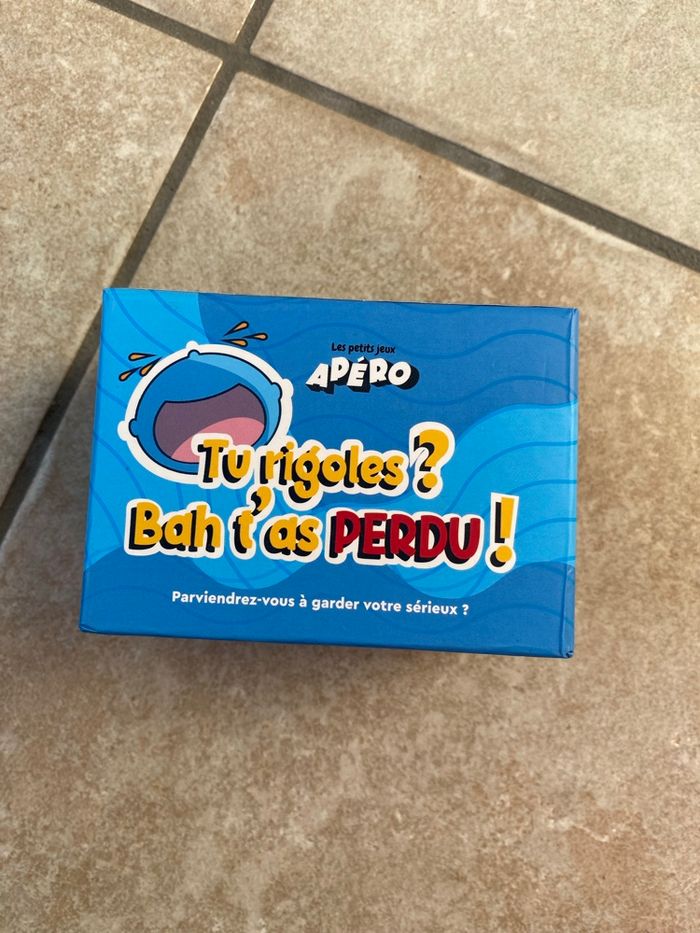 Les petits jeux
APÉRO
Tu rigoles ?
Bah t'as PERDU !
Parviendrez-vous à garder votre sérieux ?